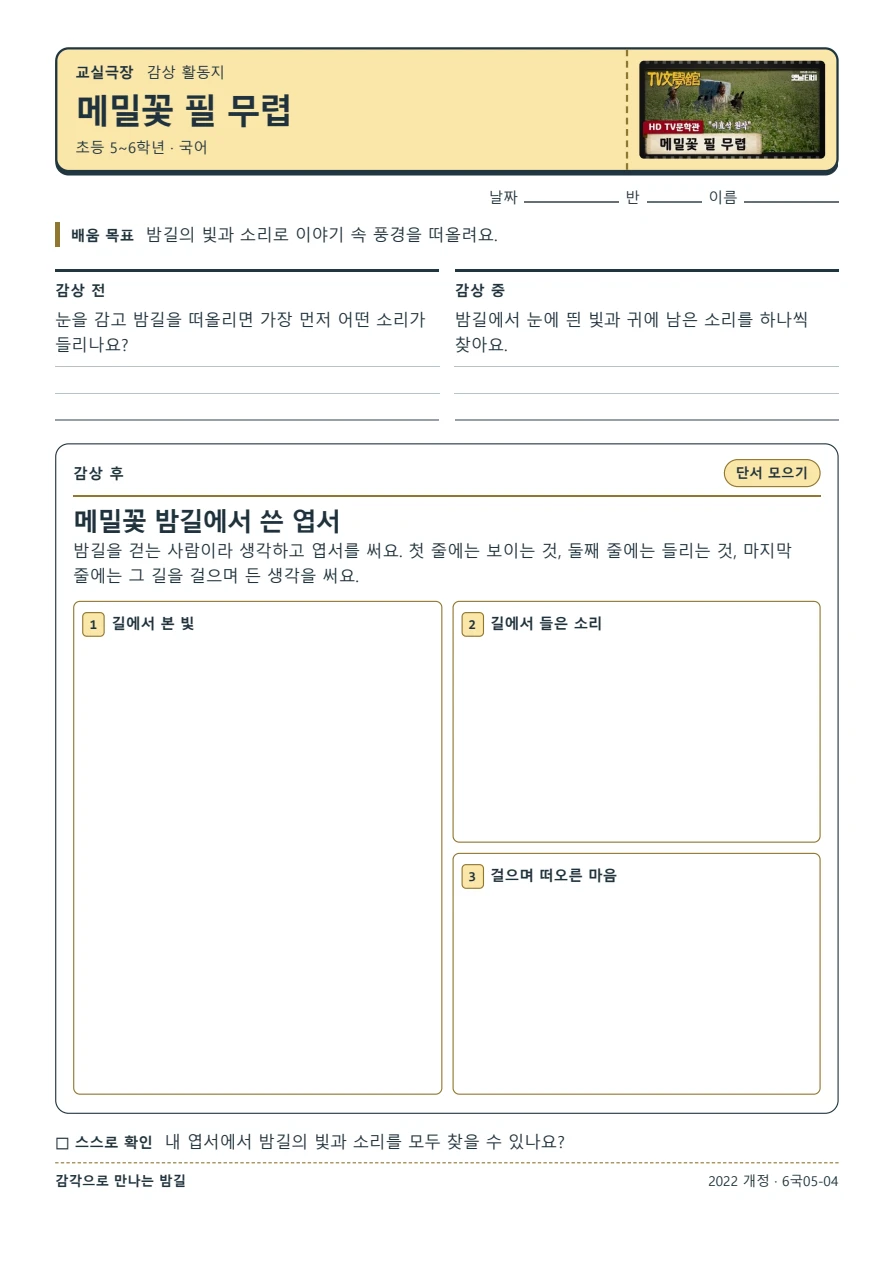 교실극장 감상 활동지
메밀꽃 필 무렵
초등 5~6학년 · 국어
TV文學館
옛날티비
HD TV문학관 "이효석 원작"
메밀꽃 필 무렵
날짜 반 이름
배움 목표 밤길의 빛과 소리로 이야기 속 풍경을 떠올려요.
감상 전
눈을 감고 밤길을 떠올리면 가장 먼저 어떤 소리가
들리나요?
감상 중
밤길에서 눈에 띈 빛과 귀에 남은 소리를 하나씩
찾아요.
감상 후
단서 모으기
메밀꽃 밤길에서 쓴 엽서
밤길을 걷는 사람이라 생각하고 엽서를 써요. 첫 줄에는 보이는 것, 둘째 줄에는 들리는 것, 마지막
줄에는 그 길을 걸으며 든 생각을 써요.
1 길에서 본 빛
2 길에서 들은 소리
3 걸으며 떠오른 마음
□ 스스로 확인 내 엽서에서 밤길의 빛과 소리를 모두 찾을 수 있나요?
감각으로 만나는 밤길
2022 개정 · 6국05-04